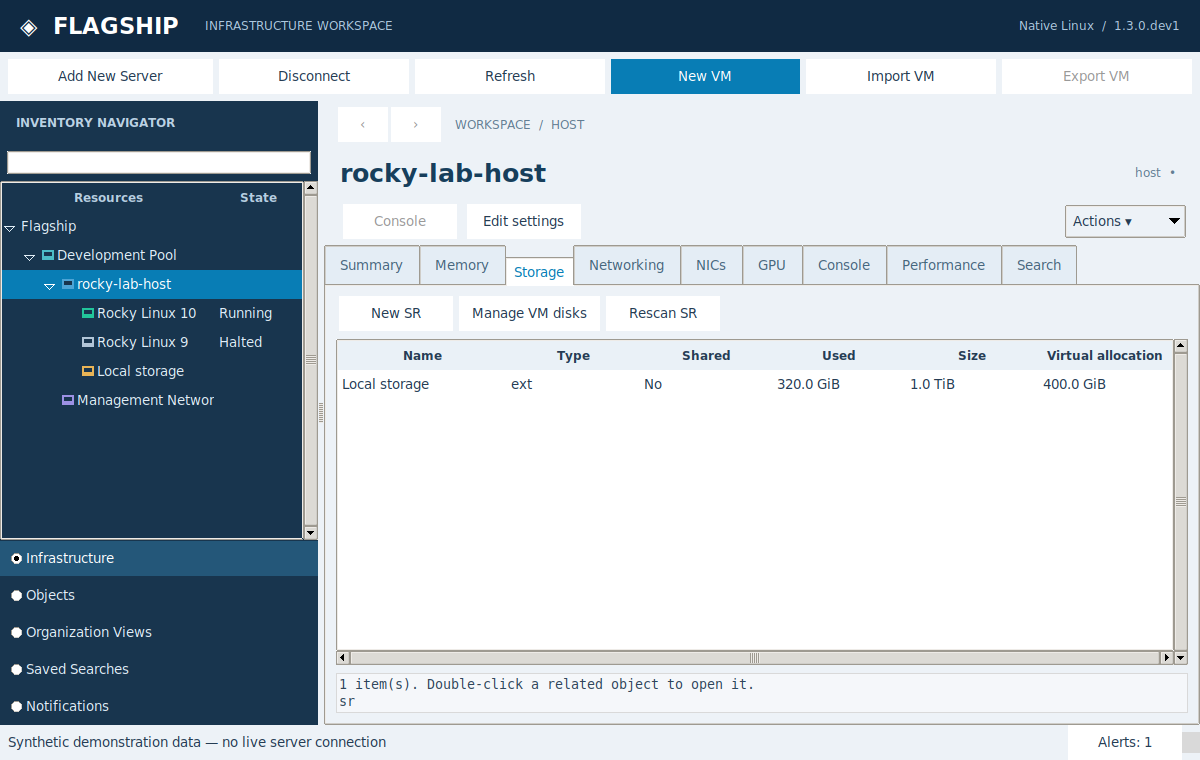 ◈ FLAGSHIP INFRASTRUCTURE WORKSPACE Native Linux / 1.3.0.dev1
Add New Server Disconnect Refresh New VM Import VM Export VM
INVENTORY NAVIGATOR
‹ › WORKSPACE / HOST
rocky-lab-host host •
Resources State
Flagship
Development Pool
rocky-lab-host
Rocky Linux 10 Running
Rocky Linux 9 Halted
Local storage
Management Networ
Infrastructure
Objects
Organization Views
Saved Searches
Notifications
Console Edit settings Actions ▾
Summary Memory Storage Networking NICs GPU Console Performance Search
New SR Manage VM disks Rescan SR
Name Type Shared Used Size Virtual allocation
Local storage ext No 320.0 GiB 1.0 TiB 400.0 GiB
1 item(s). Double-click a related object to open it.
sr
Synthetic demonstration data — no live server connection Alerts: 1